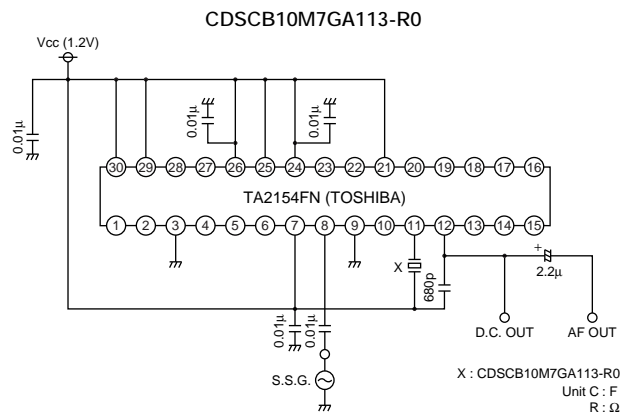 CDSCB10M7GA113-R0
Vcc (1.2V)
0.01µ
0.01µ
0.01µ
30 29 28 27 26 25 24 23 22 21 20 19 18 17 16
TA2154FN (TOSHIBA)
1 2 3 4 5 6 7 8 9 10 11 12 13 14 15
X
680p
+
2.2µ
0.01µ
0.01µ
D.C. OUT
AF OUT
S.S.G.
X : CDSCB10M7GA113-R0
Unit C : F
R : Ω